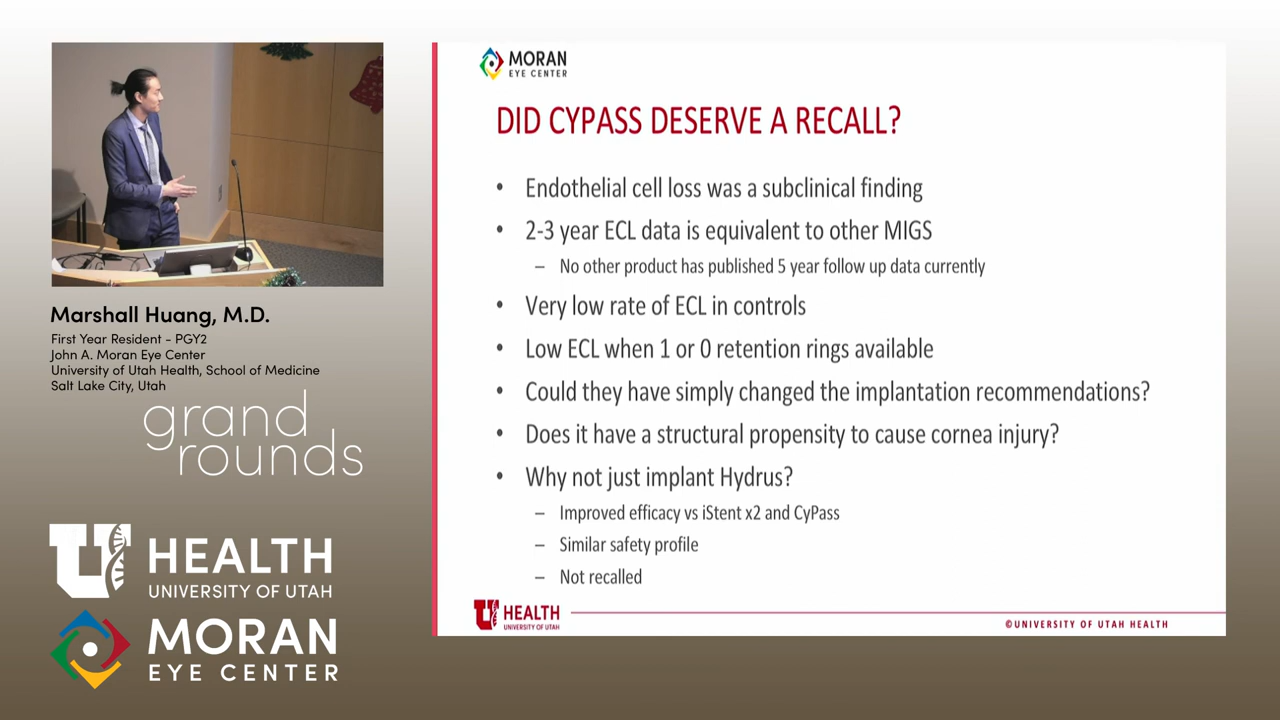 Marshall Huang, M.D.
First Year Resident - PGY2
John A. Moran Eye Center
University of Utah Health, School of Medicine
Salt Lake City, Utah
grand
rounds
U HEALTH
UNIVERSITY OF UTAH
MORAN
EYE CENTER
MORAN
EYE CENTER
DID CYPASS DESERVE A RECALL?
• Endothelial cell loss was a subclinical finding
• 2-3 year ECL data is equivalent to other MIGS
– No other product has published 5 year follow up data currently
• Very low rate of ECL in controls
• Low ECL when 1 or 0 retention rings available
• Could they have simply changed the implantation recommendations?
• Does it have a structural propensity to cause cornea injury?
• Why not just implant Hydrus?
– Improved efficacy vs iStent x2 and CyPass
– Similar safety profile
– Not recalled
U HEALTH
UNIVERSITY OF UTAH
©UNIVERSITY OF UTAH HEALTH